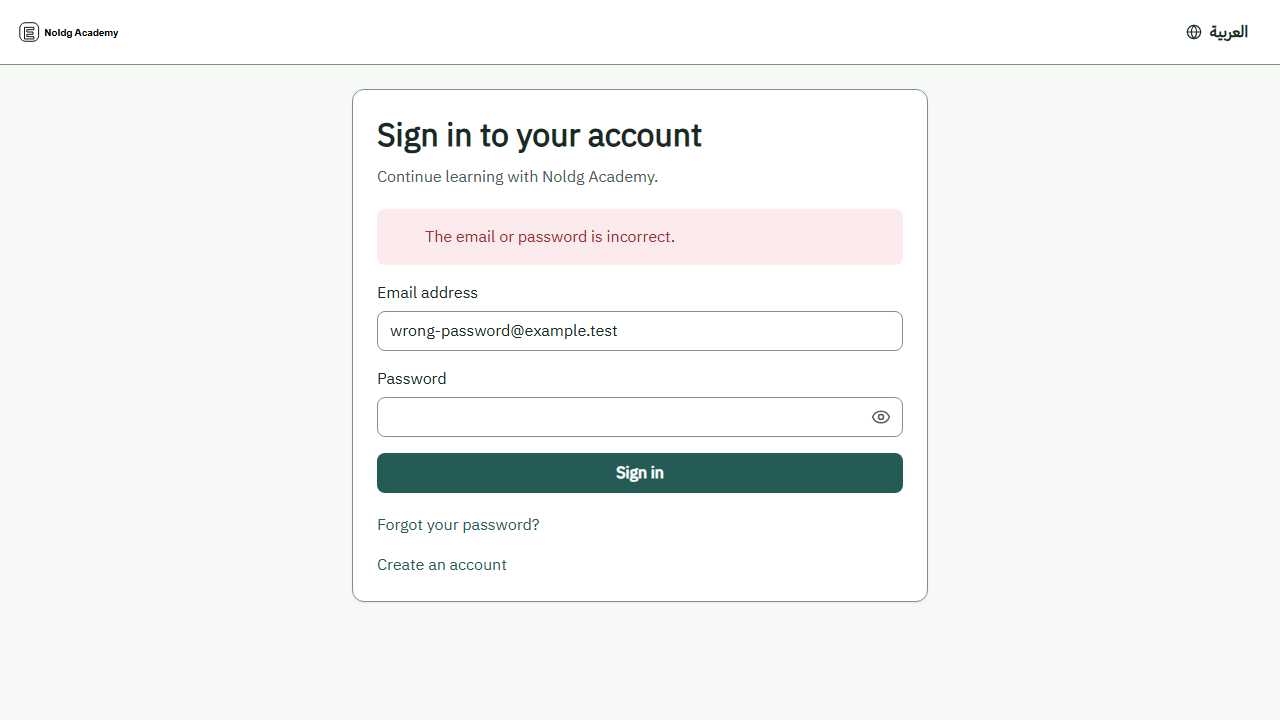 Noldg Academy
العربية
Sign in to your account
Continue learning with Noldg Academy.
The email or password is incorrect.
Email address
wrong-password@example.test
Password
Sign in
Forgot your password?
Create an account